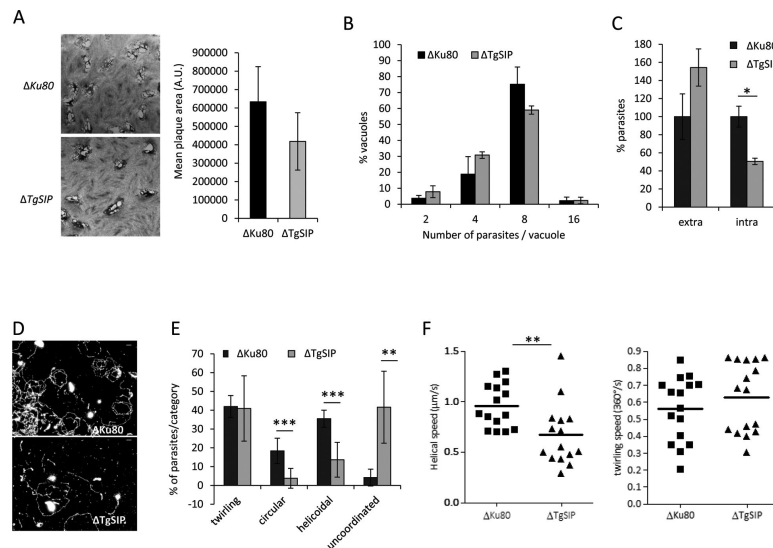 A
ΔKu80
ΔTgSIP
Mean plaque area (A.U.)
900000
800000
700000
600000
500000
400000
300000
200000
100000
0
ΔKu80 ΔTgSIP
B
ΔKu80 ΔTgSIP
% vacuoles
100
90
80
70
60
50
40
30
20
10
0
2 4 8 16
Number of parasites / vacuole
C
ΔKu80
ΔTgSIP
% parasites
180
160
140
120
100
80
60
40
20
0
*
extra intra
D
ΔKu80
ΔTgSIP
E
ΔKu80 ΔTgSIP
% of parasites/category
70
60
50
40
30
20
10
0
-10
***
***
**
twirling
circular
helicoidal
uncoordinated
F
**
Helical speed (μm/s)
1.5
1.0
0.5
0.0
ΔKu80 ΔTgSIP
twirling speed (360°/s)
0.9
0.8
0.7
0.6
0.5
0.4
0.3
0.2
0.1
0.0
ΔKu80 ΔTgSIP